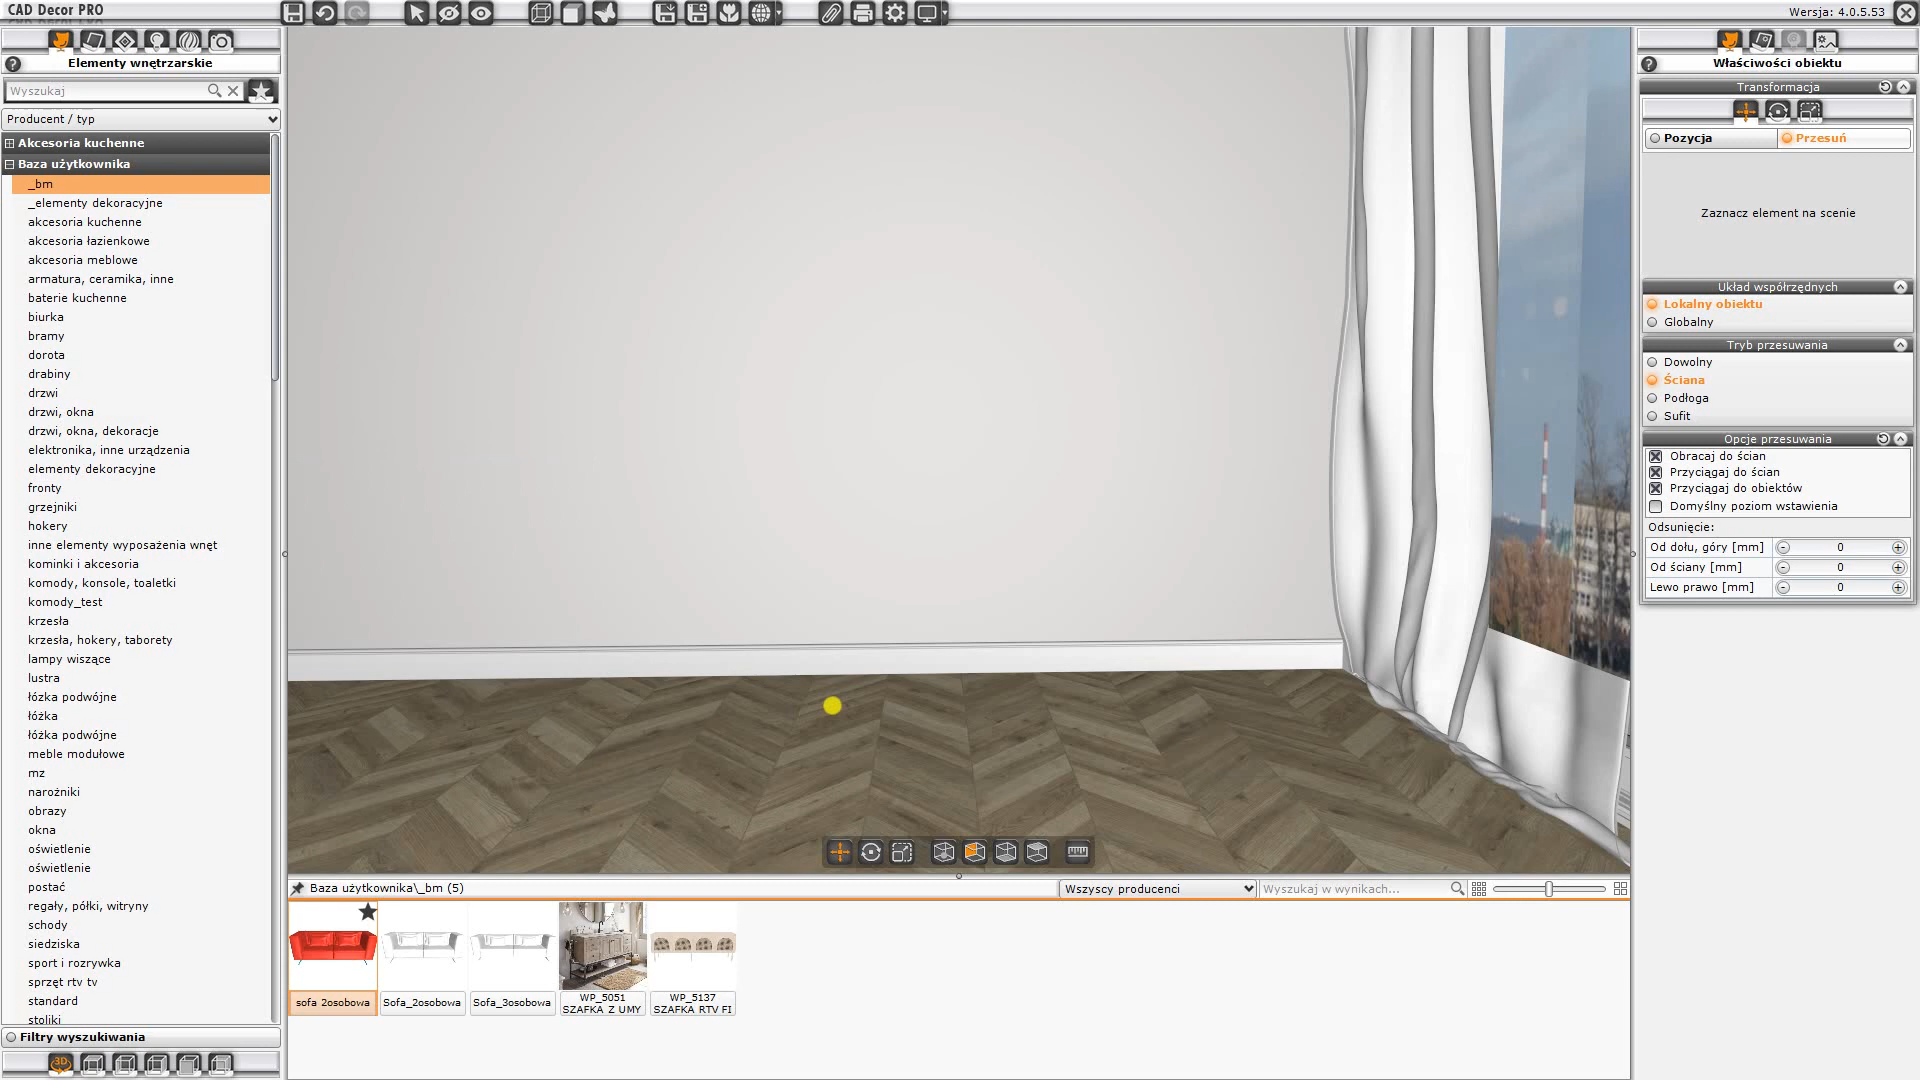 CAD Decor PRO
Wersja: 4.0.5.53
Elementy wnętrzarskie
Wyszukaj
Producent / typ
Akcesoria kuchenne
Baza użytkownika
_bm
_elementy dekoracyjne
akcesoria kuchenne
akcesoria łazienkowe
akcesoria meblowe
armatura, ceramika, inne
baterie kuchenne
biurka
bramy
dorota
drabiny
drzwi
drzwi, okna
drzwi, okna, dekoracje
elektronika, inne urządzenia
elementy dekoracyjne
fronty
grzejniki
hokery
inne elementy wyposażenia wnęt
kominki i akcesoria
komody, konsole, toaletki
komody_test
krzesła
krzesła, hokery, taborety
lampy wiszące
lustra
łózka podwójne
łóżka
łóżka podwójne
meble modułowe
mz
narożniki
obrazy
okna
oświetlenie
oświetlenie
postać
regały, półki, witryny
schody
siedziska
sport i rozrywka
sprzęt rtv tv
standard
stoliki
Filtry wyszukiwania
3D
Baza użytkownika\_bm (5)
Wszyscy producenci
Wyszukaj w wynikach...
sofa 2osobowa
Sofa_2osobowa
Sofa_3osobowa
WP_5051
SZAFKA Z UMY
WP_5137
SZAFKA RTV FI
Właściwości obiektu
Transformacja
Pozycja
Przesuń
Zaznacz element na scenie
Układ współrzędnych
Lokalny obiektu
Globalny
Tryb przesuwania
Dowolny
Ściana
Podłoga
Sufit
Opcje przesuwania
Obracaj do ścian
Przyciągaj do ścian
Przyciągaj do obiektów
Domyślny poziom wstawienia
Odsunięcie:
Od dołu, góry [mm] 0
Od ściany [mm] 0
Lewo prawo [mm] 0